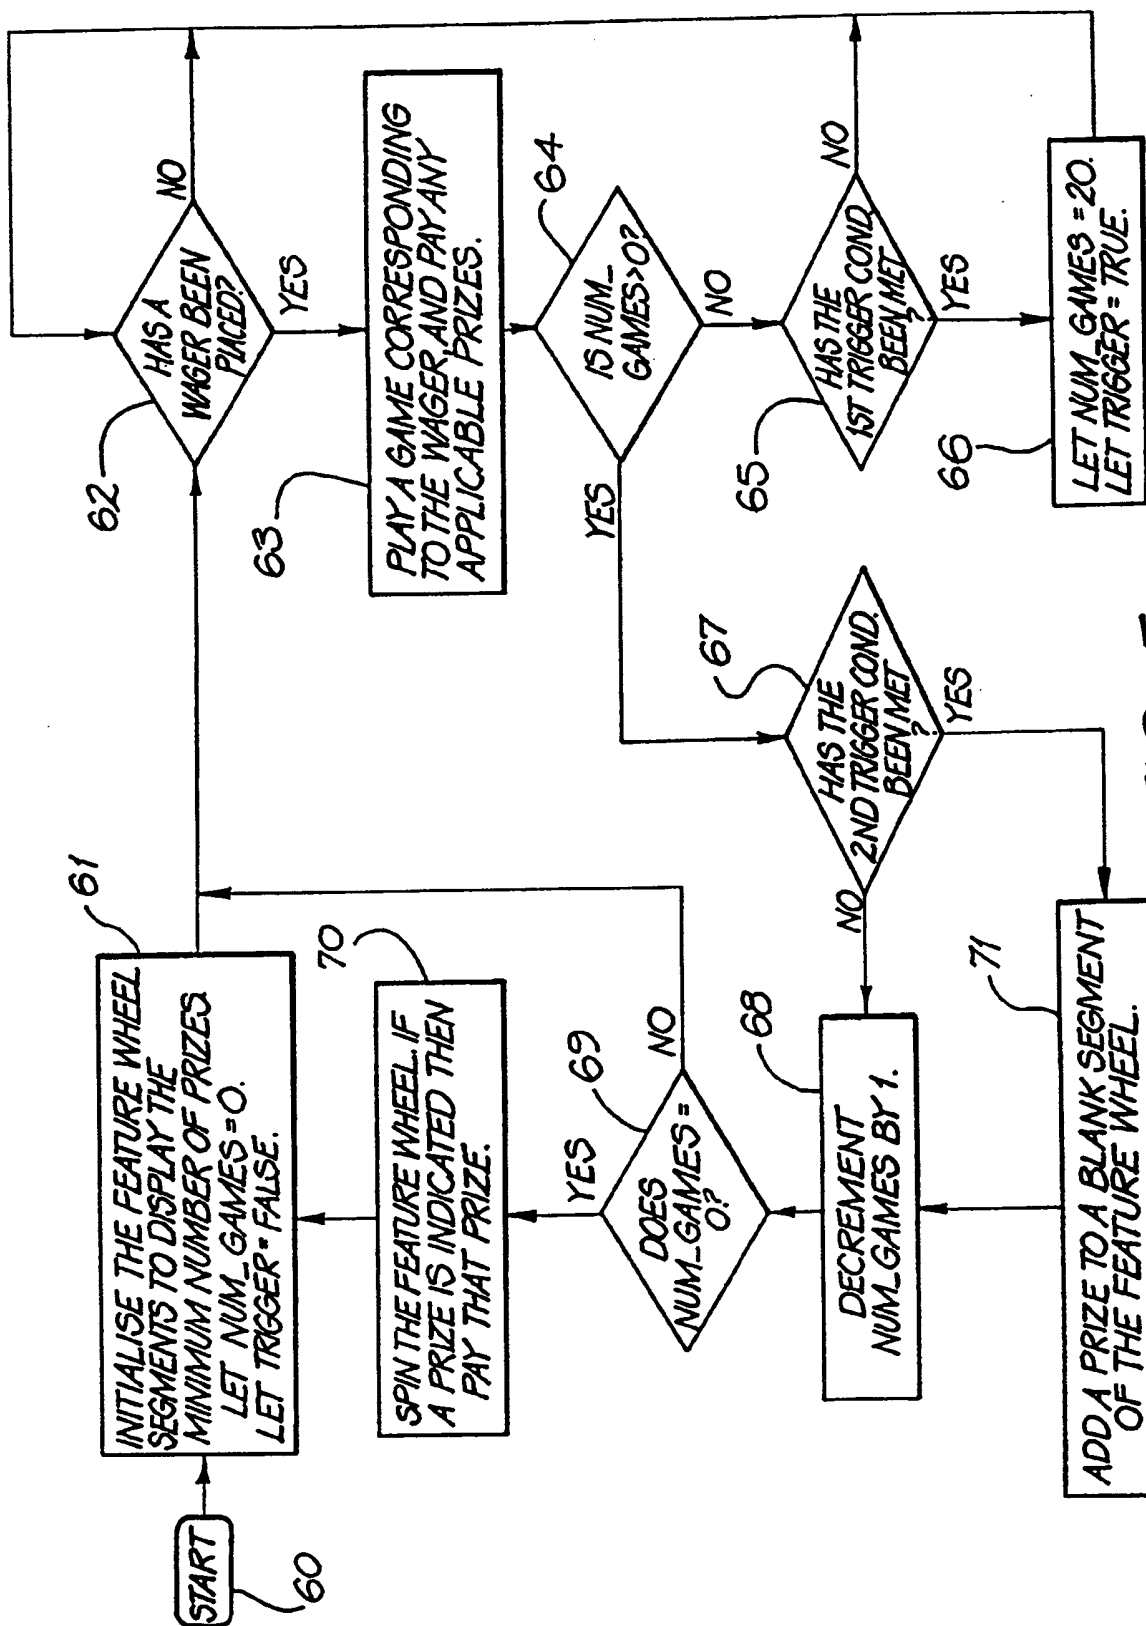 START
60
INITIALISE THE FEATURE WHEEL
SEGMENTS TO DISPLAY THE
MINIMUM NUMBER OF PRIZES.
LET NUM_GAMES=0.
LET TRIGGER=FALSE.
61
HAS A
WAGER BEEN
PLACED?
62
NO
YES
PLAY A GAME CORRESPONDING
TO THE WAGER, AND PAY ANY
APPLICABLE PRIZES.
63
IS NUM_
GAMES>0?
64
YES
NO
HAS THE
1ST TRIGGER COND.
BEEN MET
?
65
NO
YES
LET NUM_GAMES=20.
LET TRIGGER=TRUE.
66
HAS THE
2ND TRIGGER COND.
BEEN MET
?
67
NO
YES
DECREMENT
NUM_GAMES BY 1.
68
DOES
NUM_GAMES=
0?
69
YES
NO
SPIN THE FEATURE WHEEL. IF
A PRIZE IS INDICATED THEN
PAY THAT PRIZE.
70
ADD A PRIZE TO A BLANK SEGMENT
OF THE FEATURE WHEEL.
71